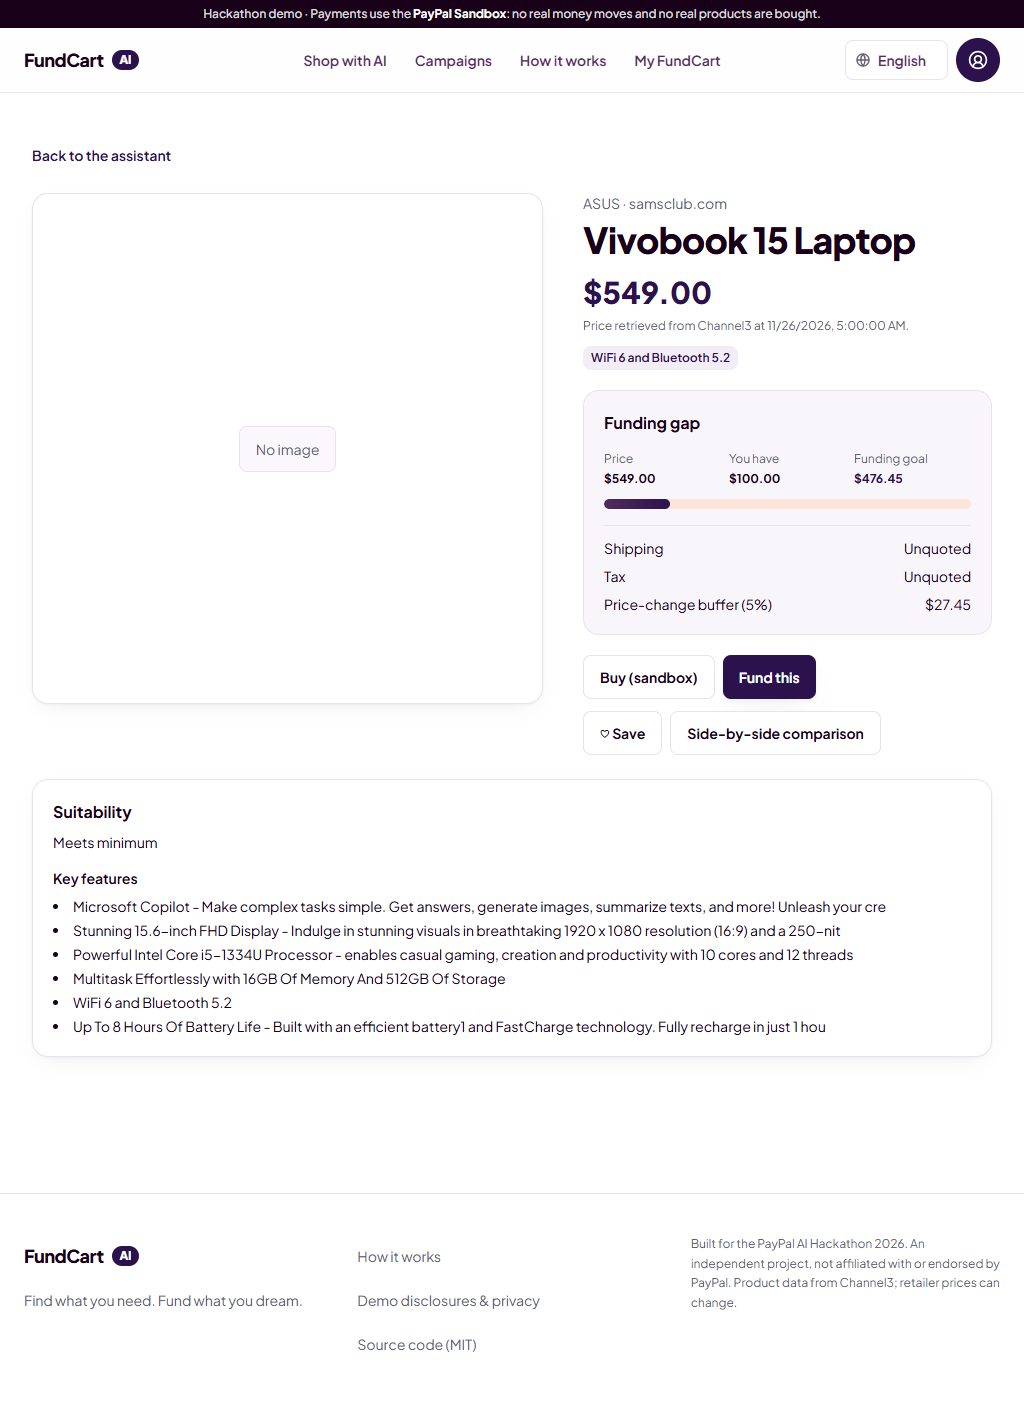 Hackathon demo · Payments use the PayPal Sandbox: no real money moves and no real products are bought.
FundCart AI
Shop with AI
Campaigns
How it works
My FundCart
English
Back to the assistant
No image
ASUS · samsclub.com
Vivobook 15 Laptop
$549.00
Price retrieved from Channel3 at 11/26/2026, 5:00:00 AM.
WiFi 6 and Bluetooth 5.2
Funding gap
Price You have Funding goal
$549.00 $100.00 $476.45
Shipping Unquoted
Tax Unquoted
Price-change buffer (5%) $27.45
Buy (sandbox) Fund this
♡ Save Side-by-side comparison
Suitability
Meets minimum
Key features
• Microsoft Copilot - Make complex tasks simple. Get answers, generate images, summarize texts, and more! Unleash your cre
• Stunning 15.6-inch FHD Display - Indulge in stunning visuals in breathtaking 1920 x 1080 resolution (16:9) and a 250-nit
• Powerful Intel Core i5-1334U Processor - enables casual gaming, creation and productivity with 10 cores and 12 threads
• Multitask Effortlessly with 16GB Of Memory And 512GB Of Storage
• WiFi 6 and Bluetooth 5.2
• Up To 8 Hours Of Battery Life - Built with an efficient battery1 and FastCharge technology. Fully recharge in just 1 hou
FundCart AI
Find what you need. Fund what you dream.
How it works
Demo disclosures & privacy
Source code (MIT)
Built for the PayPal AI Hackathon 2026. An
independent project, not affiliated with or endorsed by
PayPal. Product data from Channel3; retailer prices can
change.